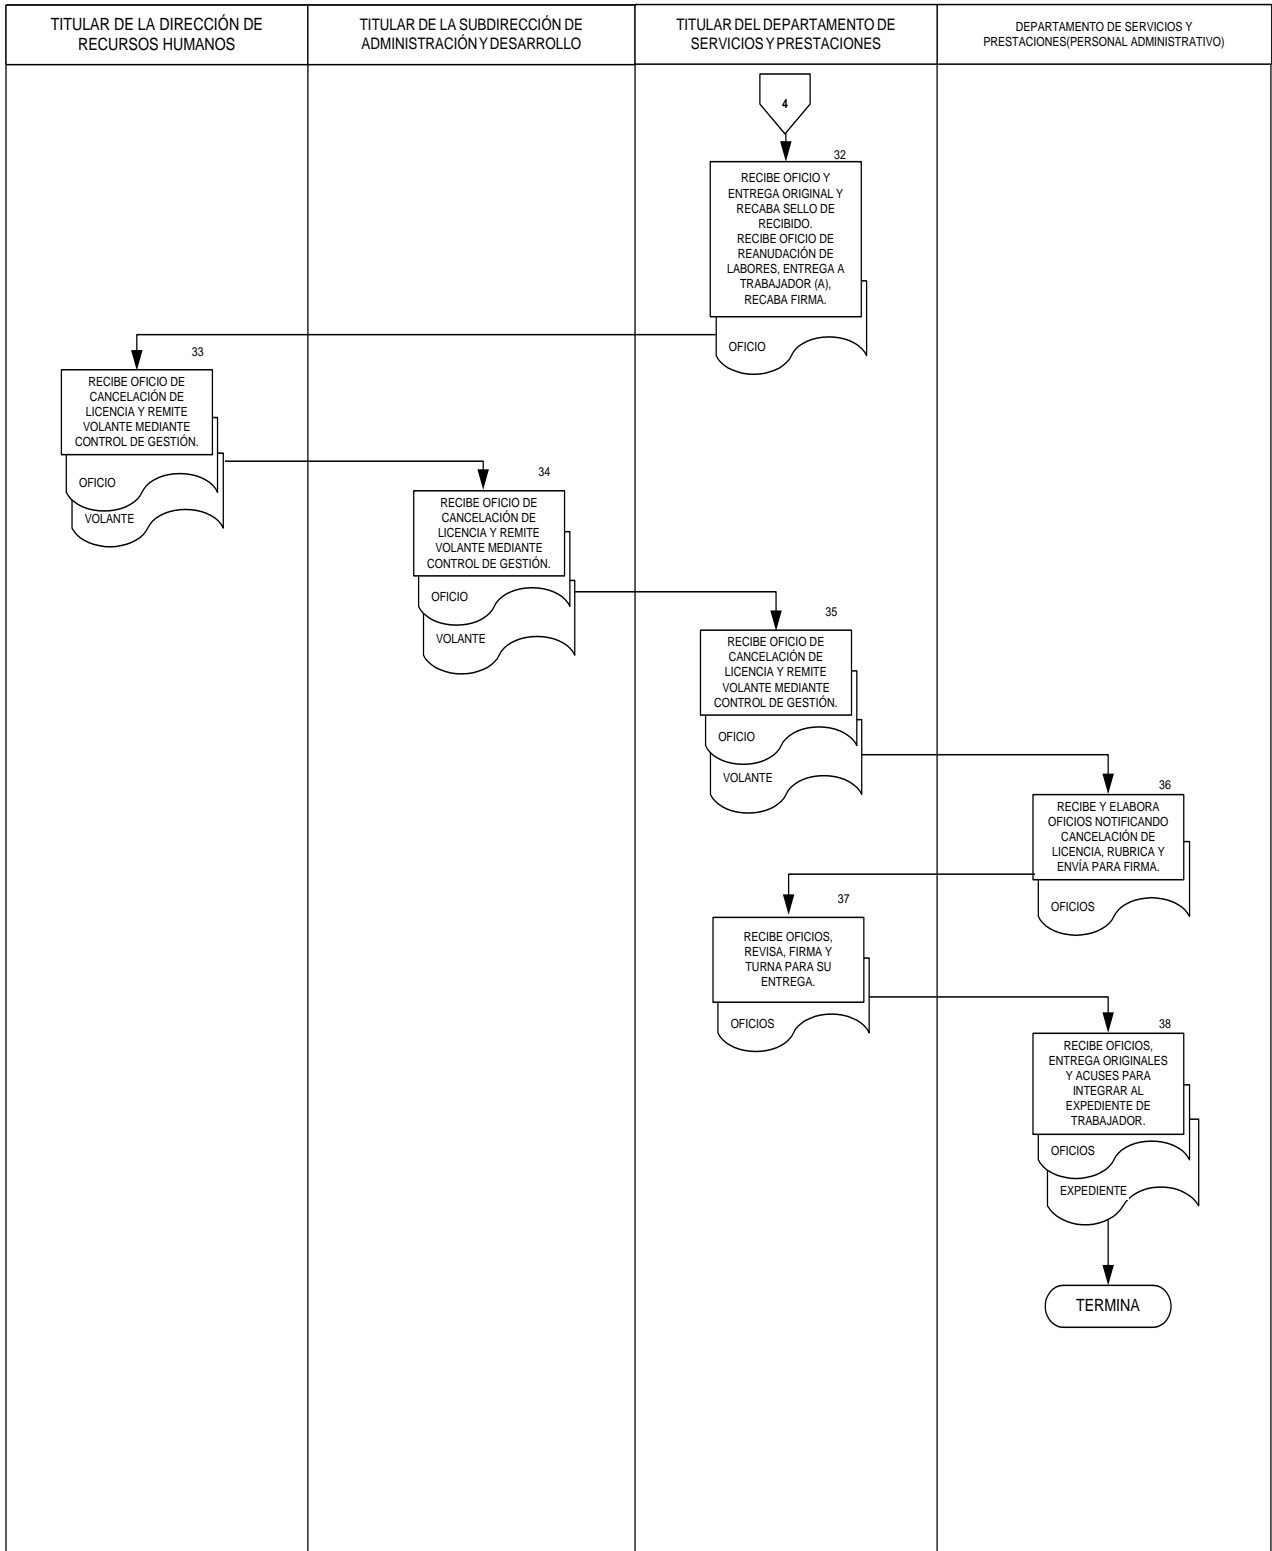 TITULAR DE LA DIRECCIÓN DE
RECURSOS HUMANOS
TITULAR DE LA SUBDIRECCIÓN DE
ADMINISTRACIÓN Y DESARROLLO
TITULAR DEL DEPARTAMENTO DE
SERVICIOS Y PRESTACIONES
DEPARTAMENTO DE SERVICIOS Y
PRESTACIONES(PERSONAL ADMINISTRATIVO)
4
32
RECIBE OFICIO Y
ENTREGA ORIGINAL Y
RECABA SELLO DE
RECIBIDO.
RECIBE OFICIO DE
REANUDACIÓN DE
LABORES, ENTREGA A
TRABAJADOR (A),
RECABA FIRMA.
OFICIO
33
RECIBE OFICIO DE
CANCELACIÓN DE
LICENCIA Y REMITE
VOLANTE MEDIANTE
CONTROL DE GESTIÓN.
OFICIO
VOLANTE
34
RECIBE OFICIO DE
CANCELACIÓN DE
LICENCIA Y REMITE
VOLANTE MEDIANTE
CONTROL DE GESTIÓN.
OFICIO
VOLANTE
35
RECIBE OFICIO DE
CANCELACIÓN DE
LICENCIA Y REMITE
VOLANTE MEDIANTE
CONTROL DE GESTIÓN.
OFICIO
VOLANTE
36
RECIBE Y ELABORA
OFICIOS NOTIFICANDO
CANCELACIÓN DE
LICENCIA, RUBRICA Y
ENVÍA PARA FIRMA.
OFICIOS
37
RECIBE OFICIOS,
REVISA, FIRMA Y
TURNA PARA SU
ENTREGA.
OFICIOS
38
RECIBE OFICIOS,
ENTREGA ORIGINALES
Y ACUSES PARA
INTEGRAR AL
EXPEDIENTE DE
TRABAJADOR.
OFICIOS
EXPEDIENTE
TERMINA